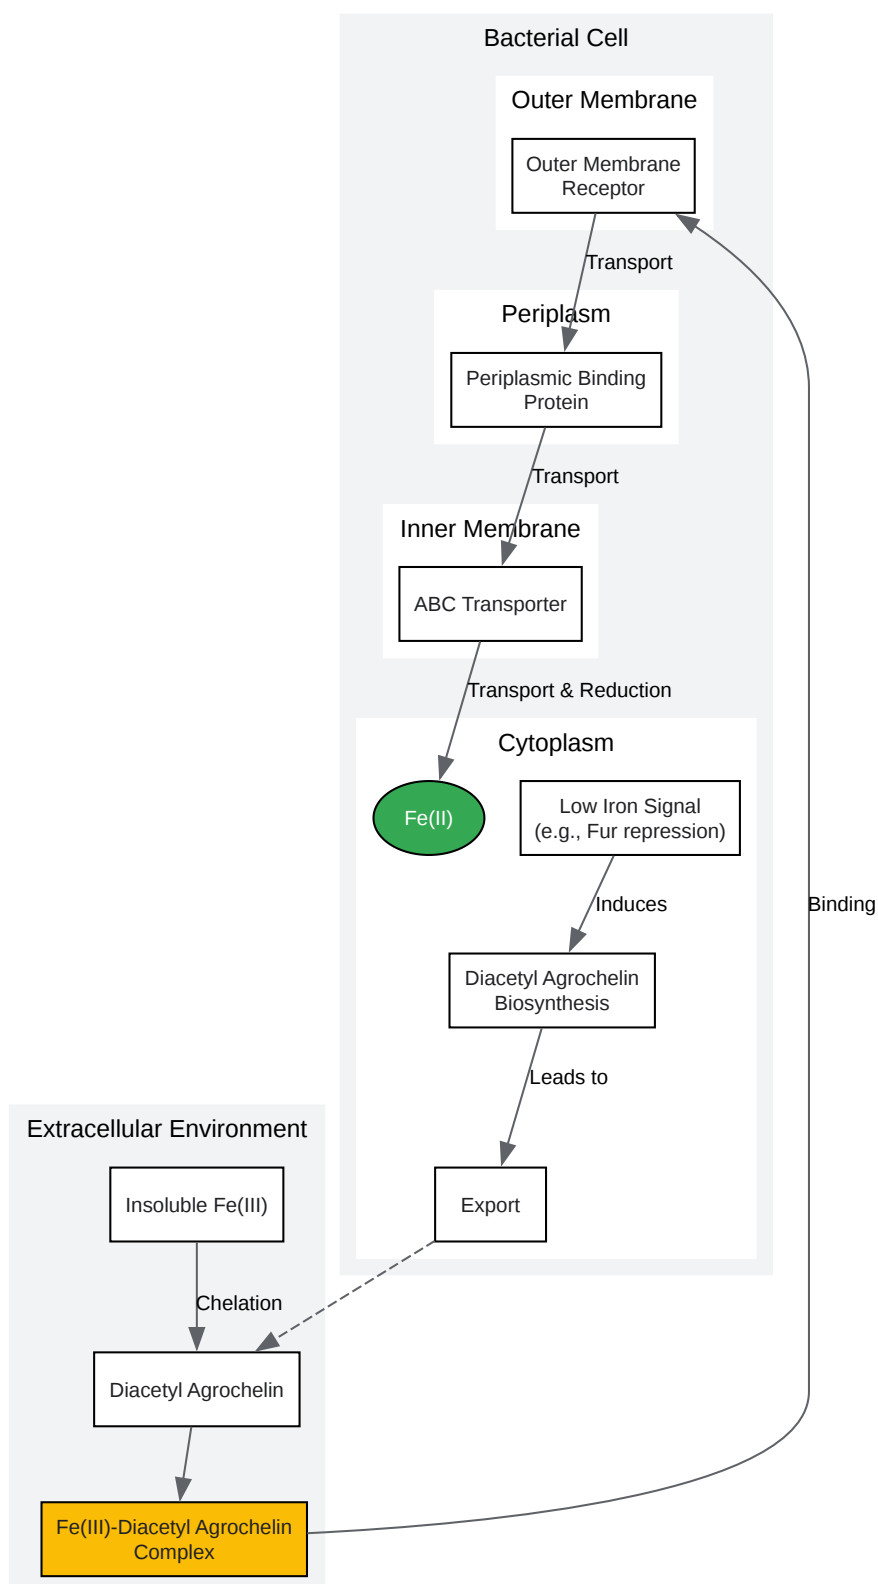 Bacterial Cell
Outer Membrane
Outer Membrane
Receptor
Transport
Periplasm
Periplasmic Binding
Protein
Transport
Inner Membrane
ABC Transporter
Transport & Reduction
Cytoplasm
Fe(II)
Low Iron Signal
(e.g., Fur repression)
Induces
Binding
Diacetyl Agrochelin
Biosynthesis
Leads to
Export
Extracellular Environment
Insoluble Fe(III)
Chelation
Diacetyl Agrochelin
Fe(III)-Diacetyl Agrochelin
Complex